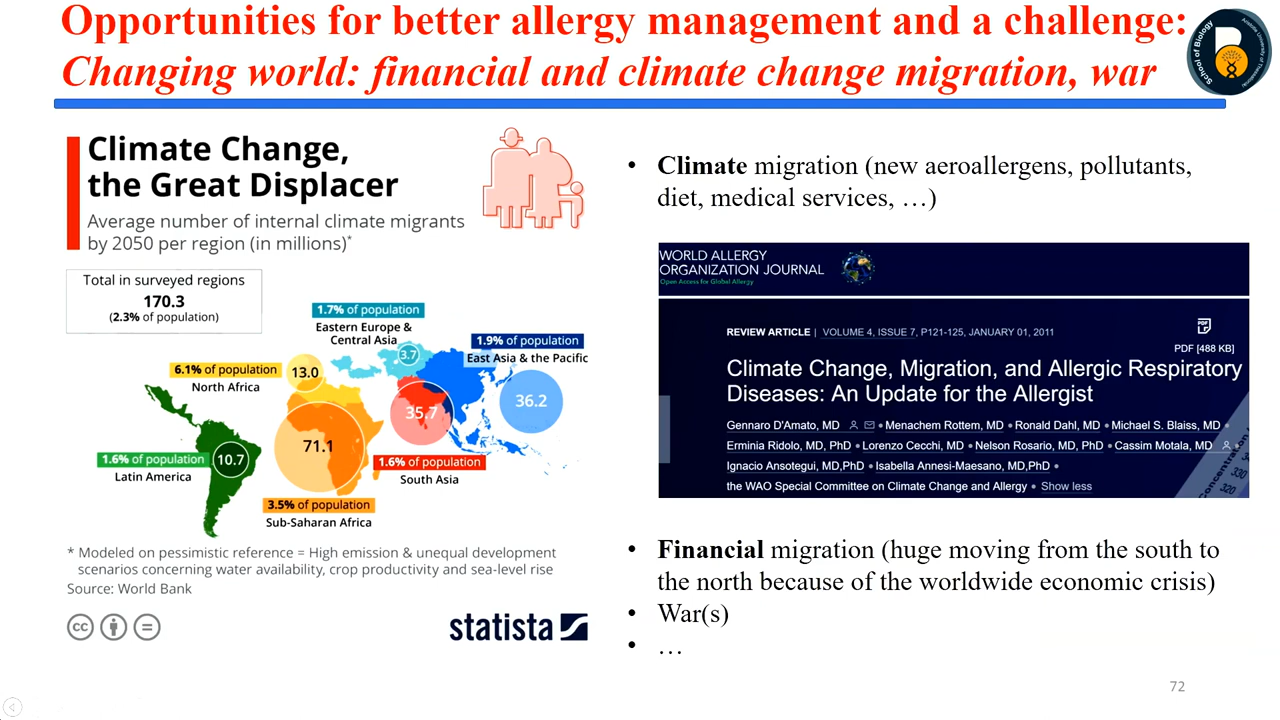 Opportunities for better allergy management and a challenge:
Changing world: financial and climate change migration, war
School of Biology
Aristotle University of Thessaloniki
Climate Change,
the Great Displacer
Average number of internal climate migrants
by 2050 per region (in millions)*
Total in surveyed regions
170.3
(2.3% of population)
1.7% of population
Eastern Europe &
Central Asia
3.7
1.9% of population
East Asia & the Pacific
36.2
6.1% of population
North Africa
13.0
35.7
71.1
1.6% of population
Latin America
10.7
1.6% of population
South Asia
3.5% of population
Sub-Saharan Africa
* Modeled on pessimistic reference = High emission & unequal development
scenarios concerning water availability, crop productivity and sea-level rise
Source: World Bank
cc
statista
• Climate migration (new aeroallergens, pollutants,
diet, medical services, …)
WORLD ALLERGY
ORGANIZATION JOURNAL
Open Access for Global Allergy
REVIEW ARTICLE | VOLUME 4, ISSUE 7, P121-125, JANUARY 01, 2011
PDF
PDF [488 KB]
Climate Change, Migration, and Allergic Respiratory
Diseases: An Update for the Allergist
Gennaro D'Amato, MD • Menachem Rottem, MD • Ronald Dahl, MD • Michael S. Blaiss, MD •
Erminia Ridolo, MD, PhD • Lorenzo Cecchi, MD • Nelson Rosario, MD, PhD • Cassim Motala, MD •
Ignacio Ansotegui, MD,PhD • Isabella Annesi-Maesano, MD,PhD •
the WAO Special Committee on Climate Change and Allergy • Show less
330
320
• Financial migration (huge moving from the south to
the north because of the worldwide economic crisis)
• War(s)
• …
72